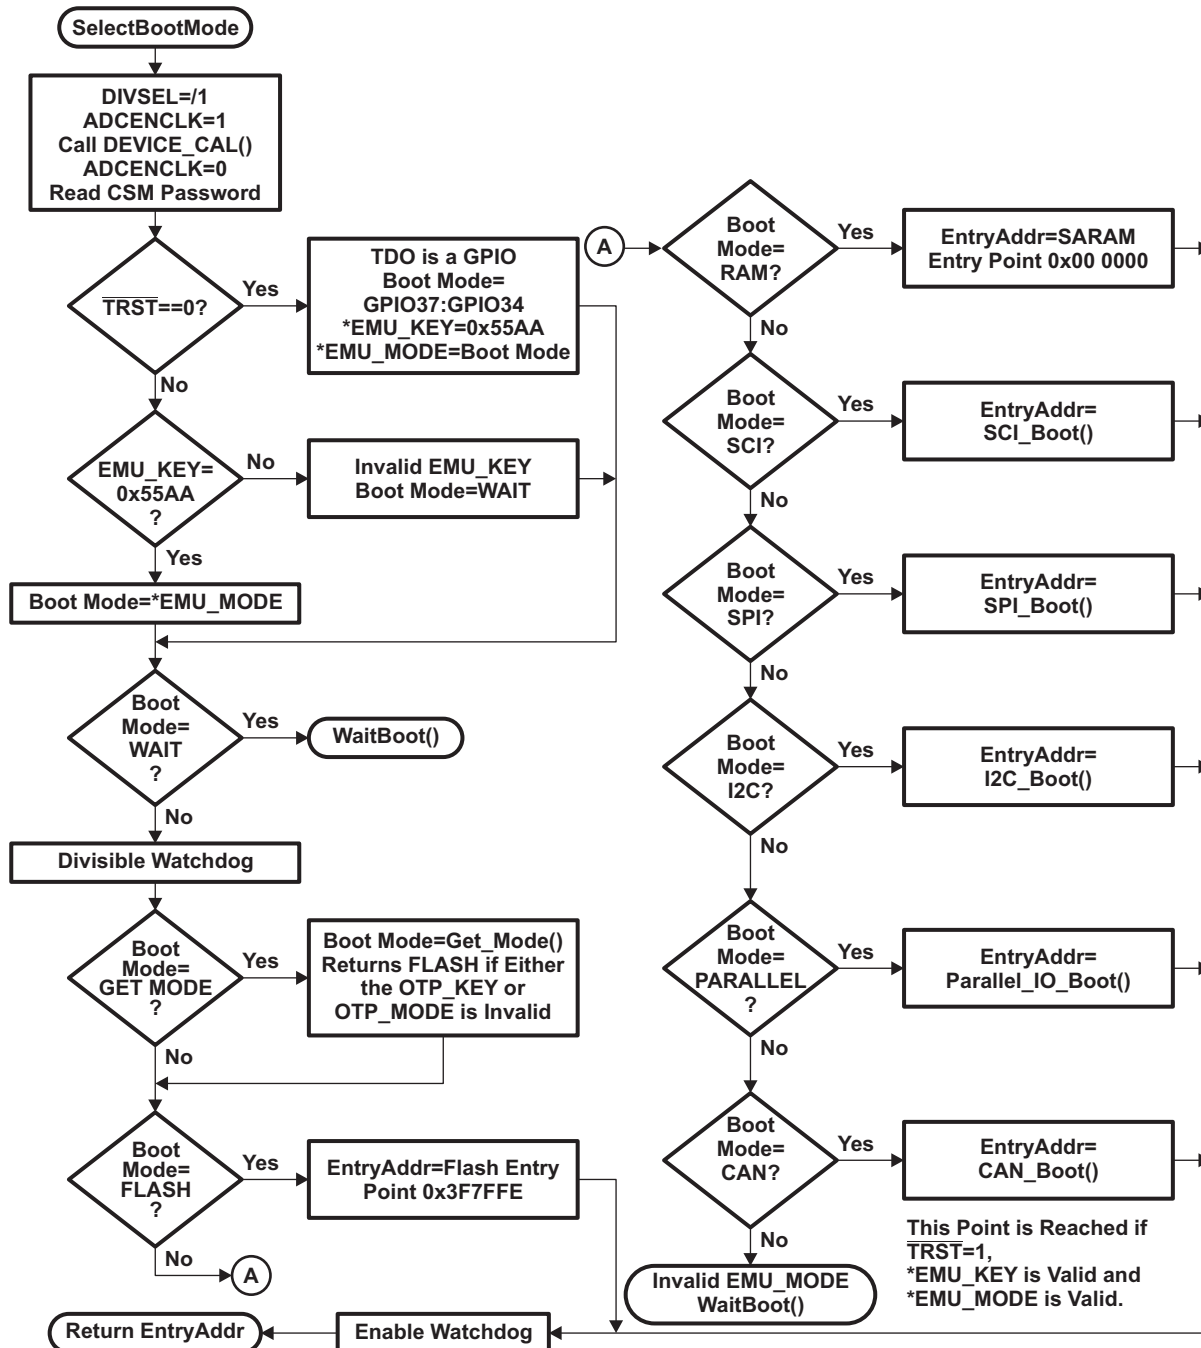 SelectBootMode
DIVSEL=/1
ADCENCLK=1
Call DEVICE_CAL()
ADCENCLK=0
Read CSM Password
TRST==0?
Yes
TDO is a GPIO
Boot Mode=
GPIO37:GPIO34
*EMU_KEY=0x55AA
*EMU_MODE=Boot Mode
No
EMU_KEY=
0x55AA
?
No
Invalid EMU_KEY
Boot Mode=WAIT
Yes
Boot Mode=*EMU_MODE
Boot
Mode=
WAIT
?
Yes
WaitBoot()
No
Divisible Watchdog
Boot
Mode=
GET MODE
?
Yes
Boot Mode=Get_Mode()
Returns FLASH if Either
the OTP_KEY or
OTP_MODE is Invalid
No
Boot
Mode=
FLASH
?
Yes
EntryAddr=Flash Entry
Point 0x3F7FFE
No
A
A
Boot
Mode=
RAM?
Yes
EntryAddr=SARAM
Entry Point 0x00 0000
No
Boot
Mode=
SCI?
Yes
EntryAddr=
SCI_Boot()
No
Boot
Mode=
SPI?
Yes
EntryAddr=
SPI_Boot()
No
Boot
Mode=
I2C?
Yes
EntryAddr=
I2C_Boot()
No
Boot
Mode=
PARALLEL
?
Yes
EntryAddr=
Parallel_IO_Boot()
No
Boot
Mode=
CAN?
Yes
EntryAddr=
CAN_Boot()
No
Invalid EMU_MODE
WaitBoot()
This Point is Reached if
TRST=1,
*EMU_KEY is Valid and
*EMU_MODE is Valid.
Enable Watchdog
Return EntryAddr